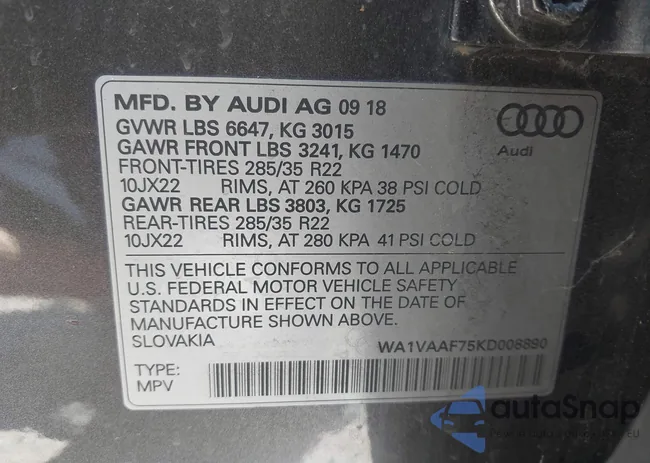 MFD. BY AUDI AG 09 18
GVWR LBS 6647, KG 3015
GAWR FRONT LBS 3241, KG 1470
FRONT-TIRES 285/35 R22
10JX22 RIMS, AT 260 KPA 38 PSI COLD
GAWR REAR LBS 3803, KG 1725
REAR-TIRES 285/35 R22
10JX22 RIMS, AT 280 KPA 41 PSI COLD
Audi
THIS VEHICLE CONFORMS TO ALL APPLICABLE
U.S. FEDERAL MOTOR VEHICLE SAFETY
STANDARDS IN EFFECT ON THE DATE OF
MANUFACTURE SHOWN ABOVE.
SLOVAKIA WA1VAAF75KD008890
TYPE:
MPV
autoSnap